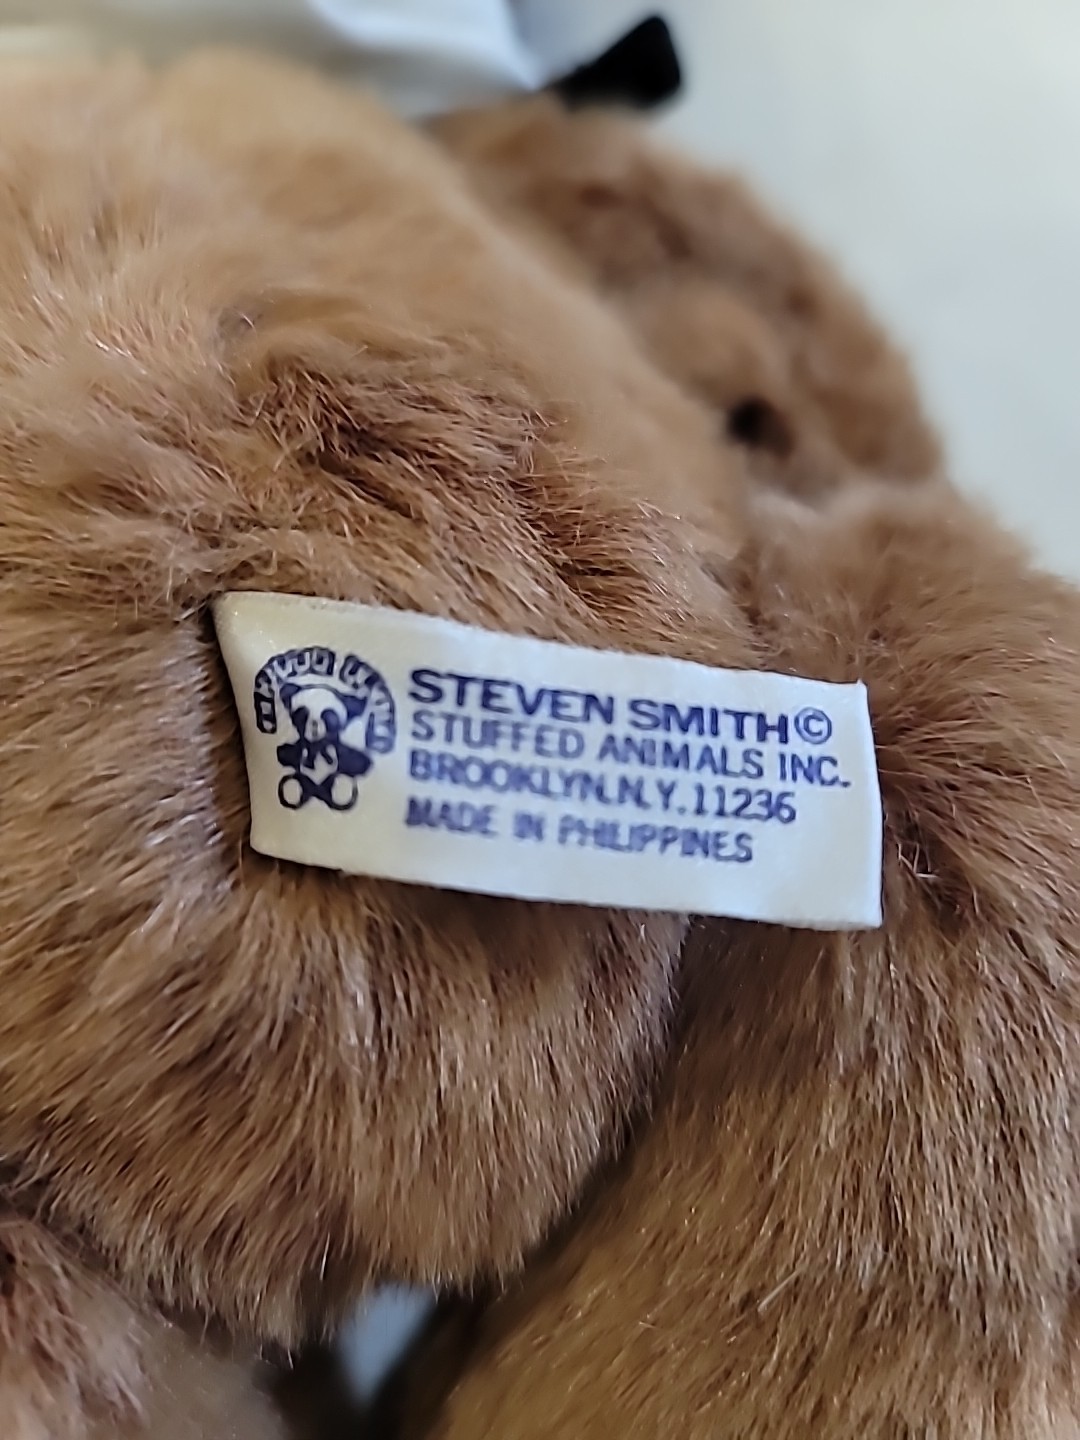 STEVEN SMITH©
STUFFED ANIMALS INC.
BROOKLYN.N.Y.11236
MADE IN PHILIPPINES